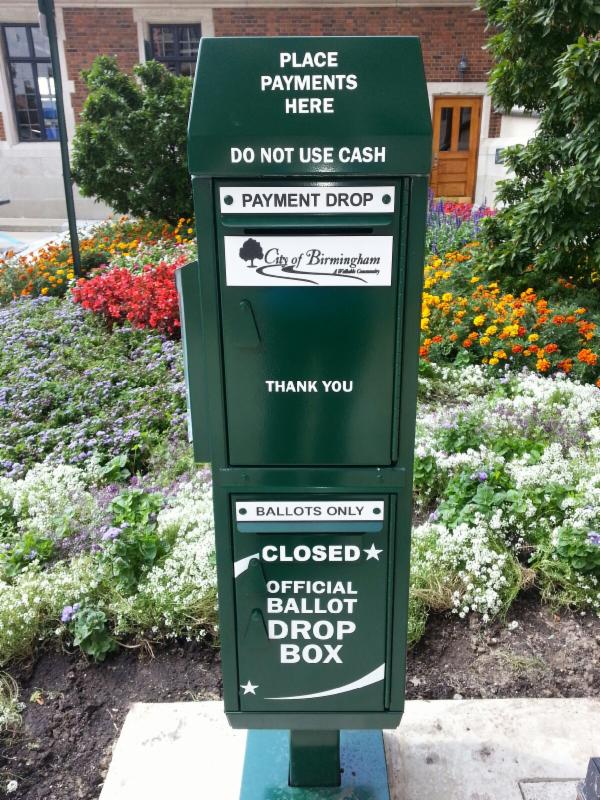 PLACE
PAYMENTS
HERE
DO NOT USE CASH
PAYMENT DROP
City of Birmingham
A Walkable Community
THANK YOU
BALLOTS ONLY
CLOSED
OFFICIAL
BALLOT
DROP
BOX